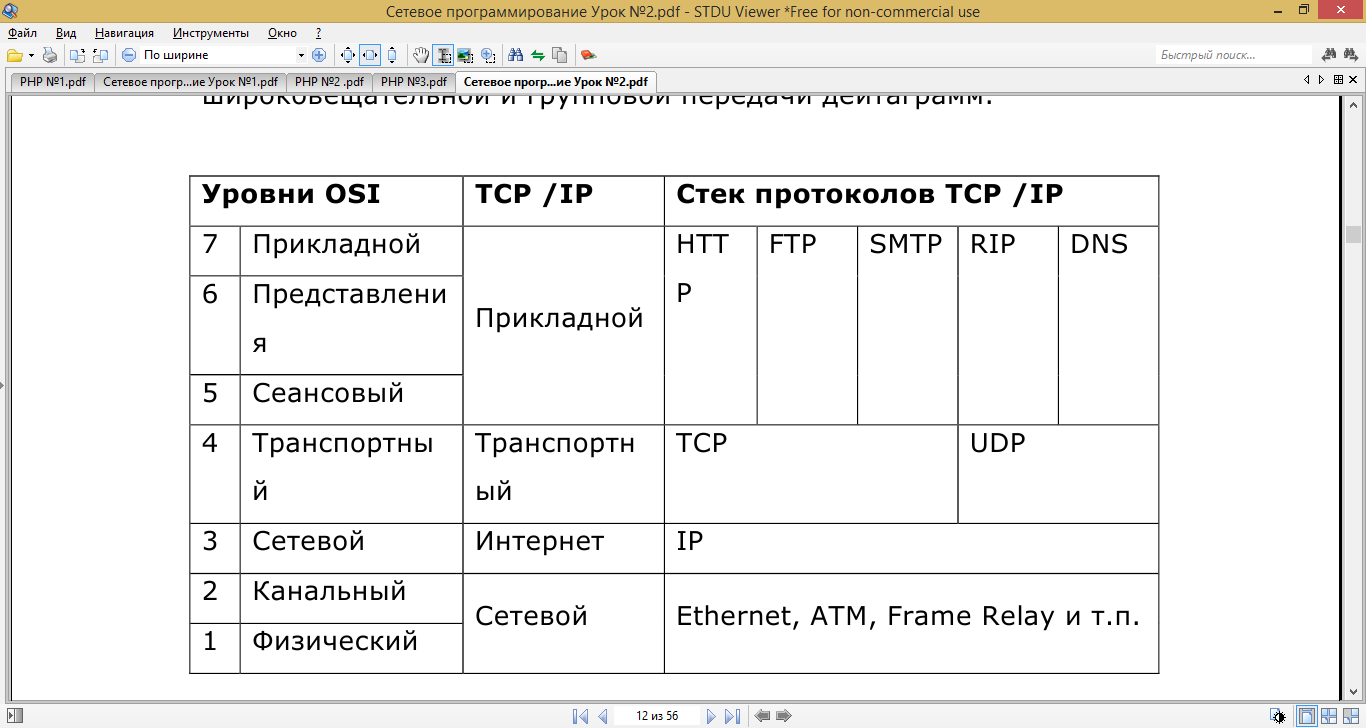 Сетевое программирование Урок №2.pdf - STDU Viewer *Free for non-commercial use
Файл Вид Навигация Инструменты Окно ?
По ширине
Быстрый поиск...
PHP №1.pdf Сетевое прогр...ие Урок №1.pdf PHP №2 .pdf PHP №3.pdf Сетевое прогр...ие Урок №2.pdf
широковещательной и групповой передачи дейтаграмм.
Уровни OSI TCP /IP Стек протоколов TCP /IP
7 Прикладной HTT FTP SMTP RIP DNS
6 Представлени P
Прикладной
я
5 Сеансовый
4 Транспортны Транспортн TCP UDP
й ый
3 Сетевой Интернет IP
2 Канальный
Сетевой Ethernet, ATM, Frame Relay и т.п.
1 Физический
12 из 56